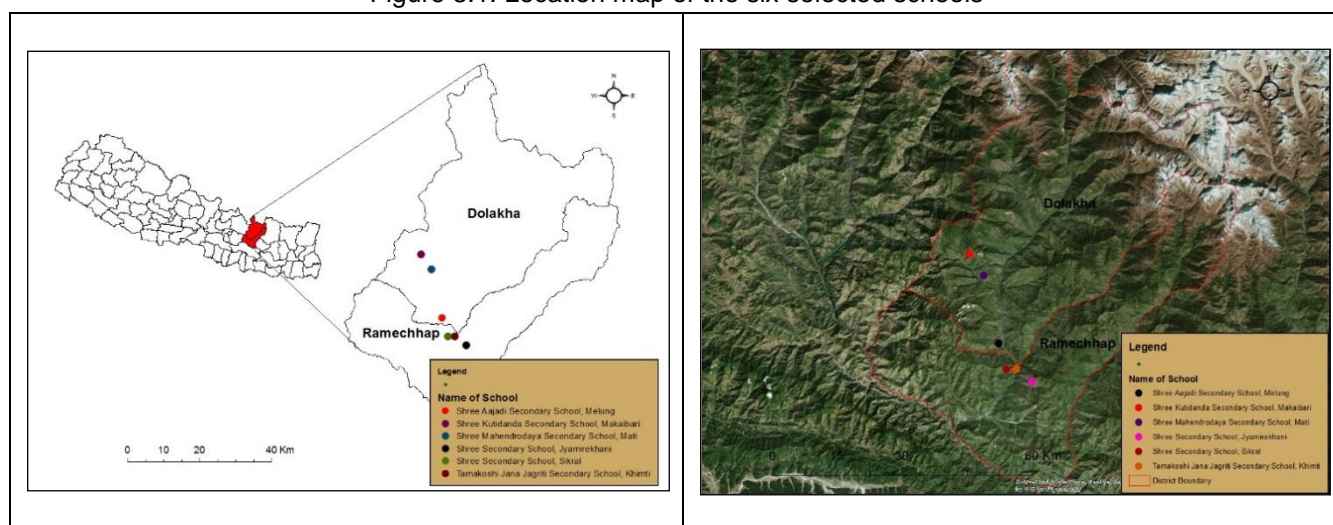 Figure 3.1: Location map of the six selected schools
N
W E
S
Dolakha
Ramechhap
Legend
Name of School
Shree Aajadi Secondary School, Melung
Shree Kutidanda Secondary School, Makaibari
Shree Mahendrodaya Secondary School, Mati
Shree Secondary School, Jyamirekhani
Shree Secondary School, Sikral
Tamakoshi Jana Jagriti Secondary School, Khimti
0 10 20 40 Km
Dolakha
Ramechhap
Legend
Name of School
Shree Aajadi Secondary School, Melung
Shree Kutidanda Secondary School, Makaibari
Shree Mahendrodaya Secondary School, Mati
Shree Secondary School, Jyamirekhani
Shree Secondary School, Sikral
Tamakoshi Jana Jagriti Secondary School, Khimti
District Boundary
0 15 30 60 Km